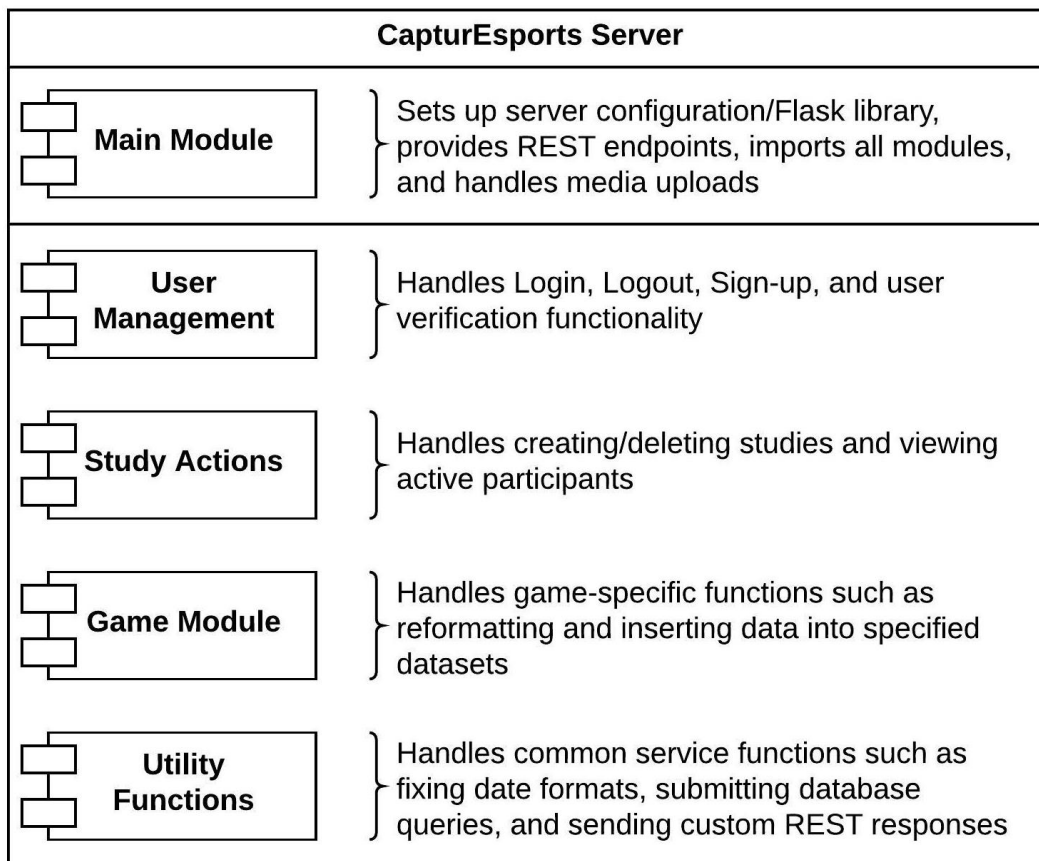 CapturEsports Server
Main Module
Sets up server configuration/Flask library,
provides REST endpoints, imports all modules,
and handles media uploads
User
Management
Handles Login, Logout, Sign-up, and user
verification functionality
Study Actions
Handles creating/deleting studies and viewing
active participants
Game Module
Handles game-specific functions such as
reformatting and inserting data into specified
datasets
Utility
Functions
Handles common service functions such as
fixing date formats, submitting database
queries, and sending custom REST responses